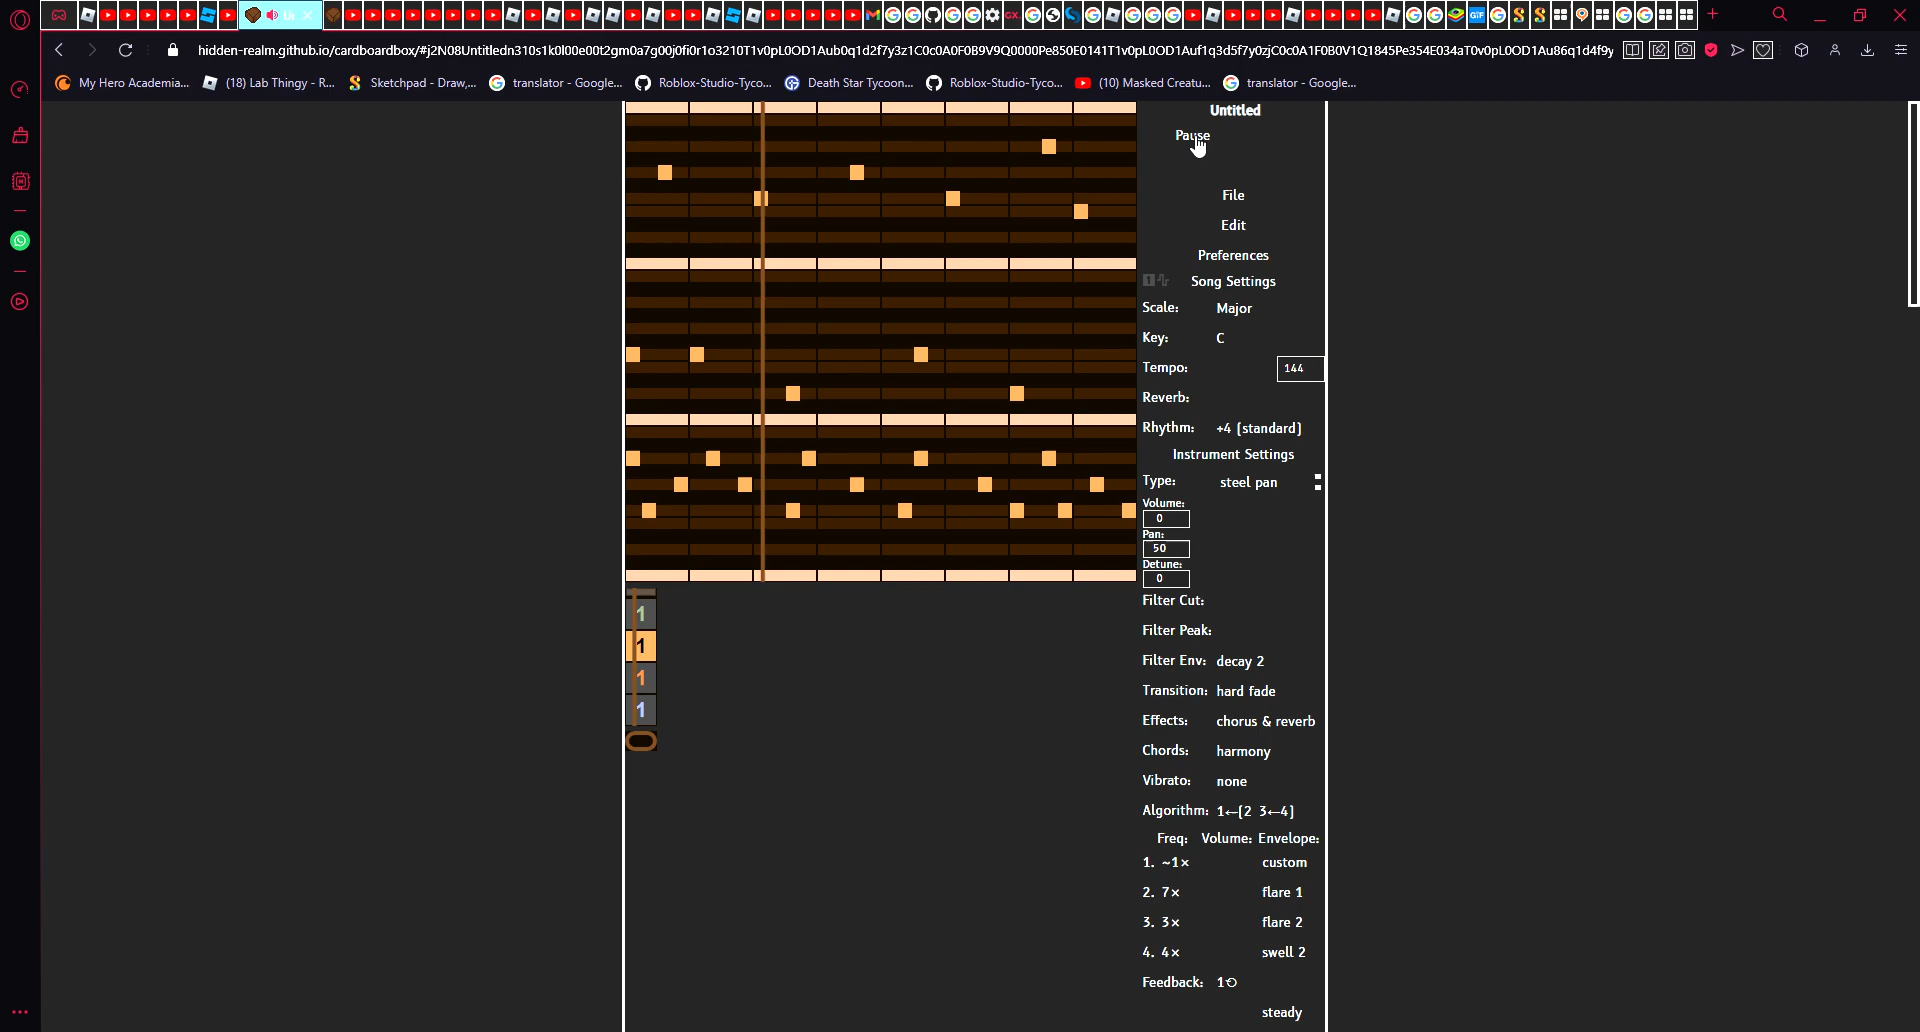 hidden-realm.github.io/cardboardbox/#j2N08Untitledn310s1k0l00e00t2gm0a7g00j0fi0r1o3210T1v0pL0OD1Aub0q1d2f7y3z1C0c0A0F0B9V9Q0000Pe850E0141T1v0pL0OD1Auf1q3d5f7y0zjC0c0A1F0B0V1Q1845Pe354E034aT0v0pL0OD1Au86q1d4f9y
My Hero Academia...
(18) Lab Thingy - R...
Sketchpad - Draw,...
translator - Google...
Roblox-Studio-Tyco...
Death Star Tycoon...
Roblox-Studio-Tyco...
(10) Masked Creatu...
translator - Google...
Untitled
Pause
File
Edit
Preferences
Song Settings
Scale: Major
Key: C
Tempo: 144
Reverb:
Rhythm: +4 (standard)
Instrument Settings
Type: steel pan
Volume:
0
Pan:
50
Detune:
0
Filter Cut:
Filter Peak:
Filter Env: decay 2
Transition: hard fade
Effects: chorus & reverb
Chords: harmony
Vibrato: none
Algorithm: 1←(2 3←4)
Freq: Volume: Envelope:
1. ~1× custom
2. 7× flare 1
3. 3× flare 2
4. 4× swell 2
Feedback: 1⟲
steady
1
1
1
1